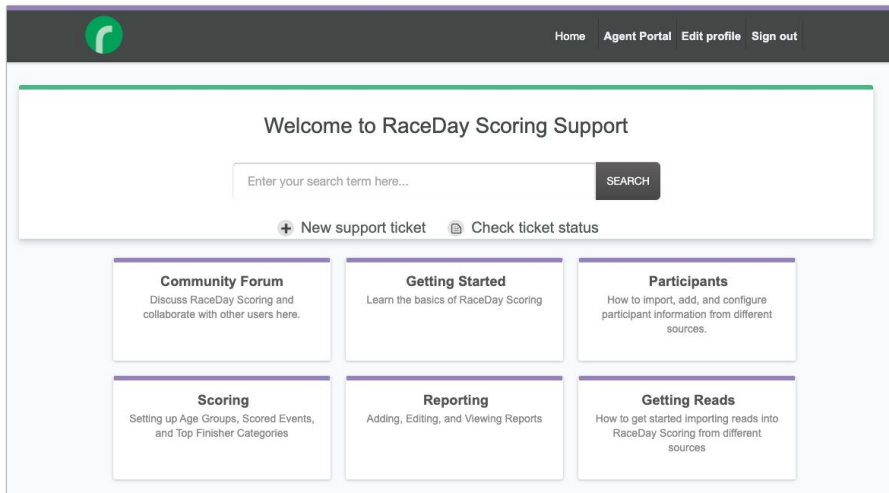 Home Agent Portal Edit profile Sign out
Welcome to RaceDay Scoring Support
Enter your search term here... SEARCH
New support ticket Check ticket status
Community Forum
Discuss RaceDay Scoring and
collaborate with other users here.
Getting Started
Learn the basics of RaceDay Scoring
Participants
How to import, add, and configure
participant information from different
sources.
Scoring
Setting up Age Groups, Scored Events,
and Top Finisher Categories
Reporting
Adding, Editing, and Viewing Reports
Getting Reads
How to get started importing reads into
RaceDay Scoring from different
sources